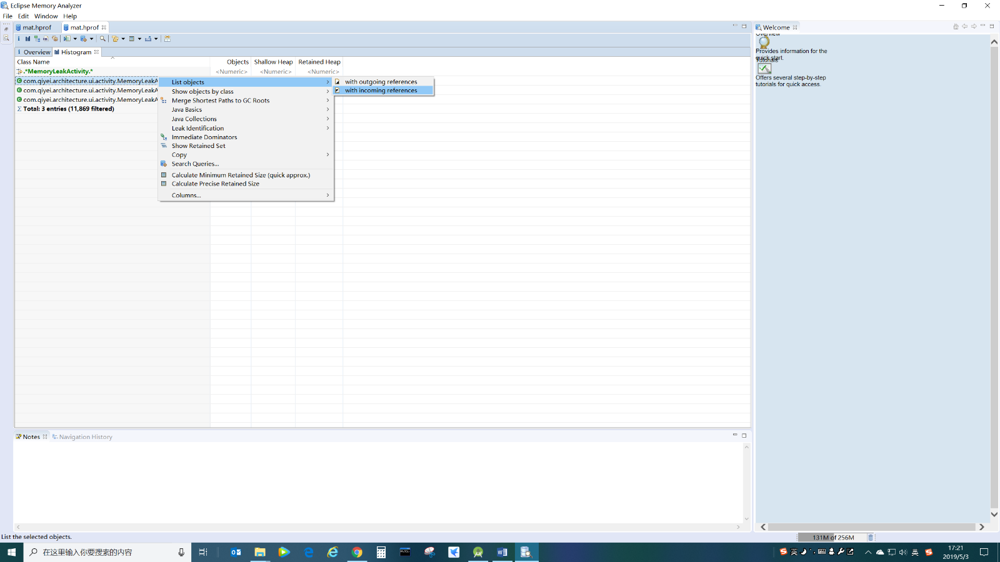 Eclipse Memory Analyzer
File Edit Window Help
mat.hprof mat.hprof
Overview Histogram
Class Name Objects Shallow Heap Retained Heap
.*MemoryLeakActivity.* <Numeric> <Numeric> <Numeric>
com.qiyei.architecture.ui.activity.MemoryLeakA
com.qiyei.architecture.ui.activity.MemoryLeakA
com.qiyei.architecture.ui.activity.MemoryLeakA
Σ Total: 3 entries (11,869 filtered)
List objects
Show objects by class
Merge Shortest Paths to GC Roots
Java Basics
Java Collections
Leak Identification
Immediate Dominators
Show Retained Set
Copy
Search Queries...
Calculate Minimum Retained Size (quick approx.)
Calculate Precise Retained Size
Columns...
with outgoing references
with incoming references
Welcome
Overview
Provides information for the
quick start.
Tutorials
Offers several step-by-step
tutorials for quick access.
Notes Navigation History
List the selected objects.
131M of 256M
在这里输入你要搜索的内容
英
英
17:21
2019/5/3